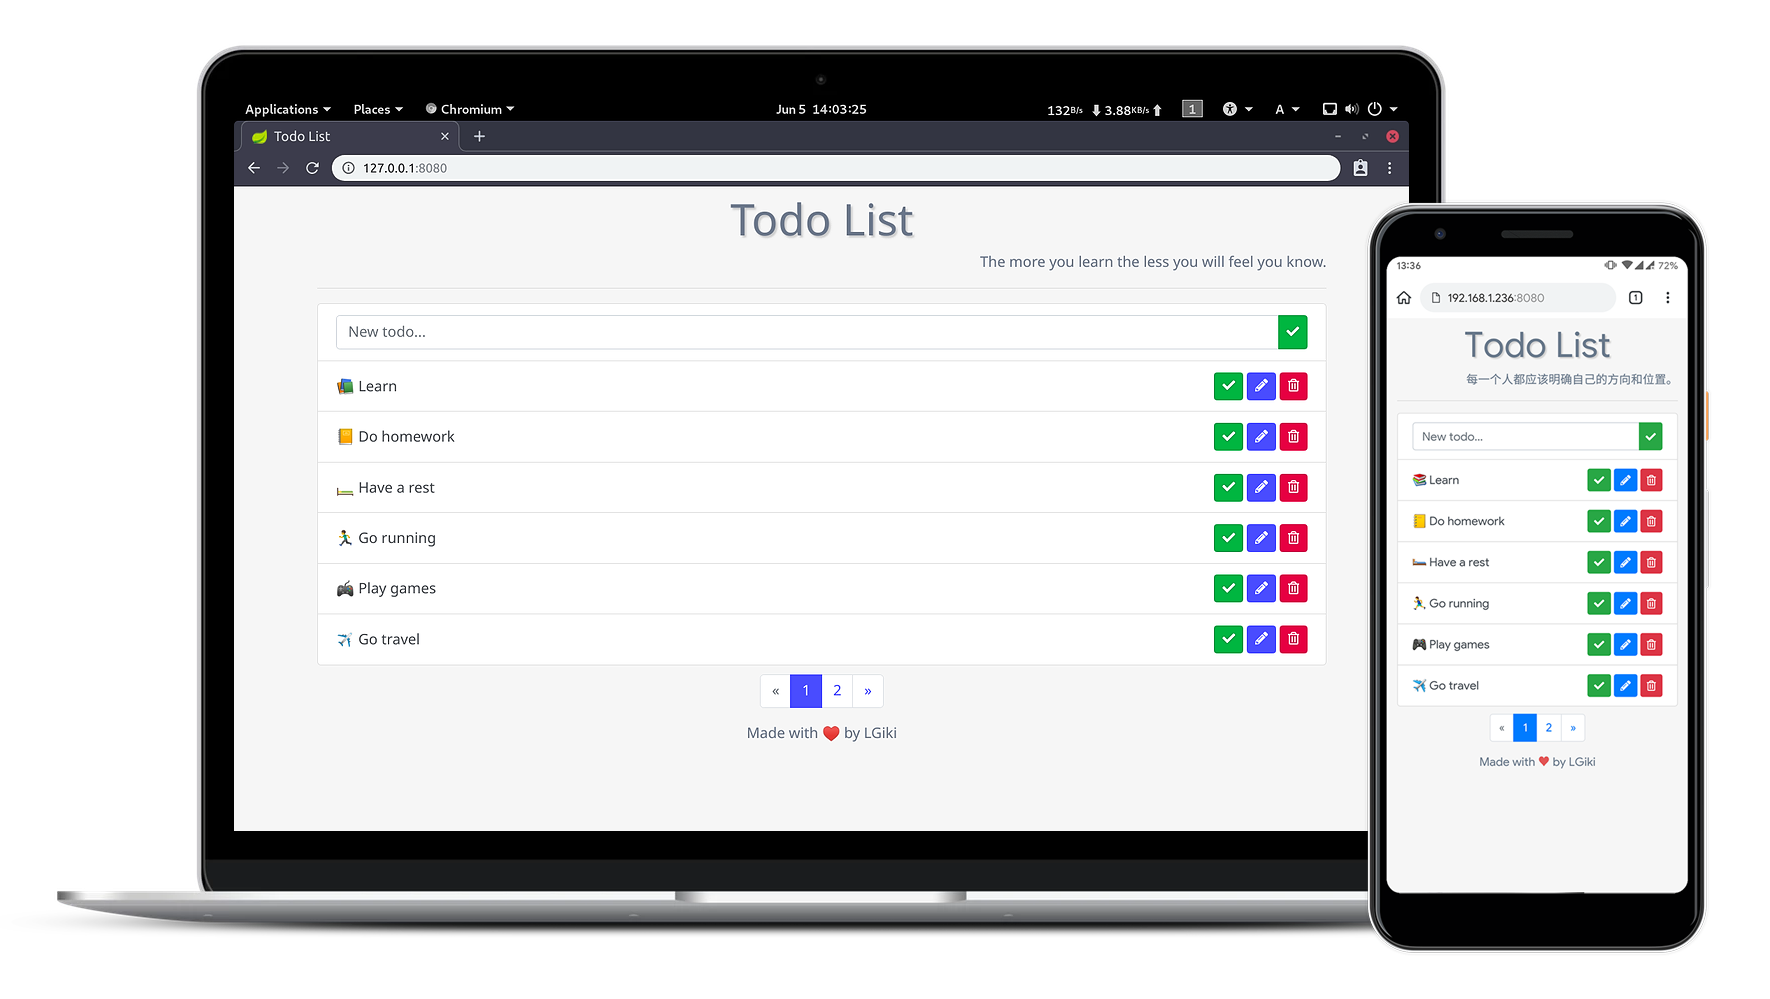 Applications Places Chromium Jun 5 14:03:25 132B/s 3.88KB/s 1 A
Todo List
127.0.0.1:8080
Todo List
The more you learn the less you will feel you know.
New todo...
Learn
Do homework
Have a rest
Go running
Play games
Go travel
« 1 2 »
Made with ❤ by LGiki
13:36 72%
192.168.1.236:8080 1
Todo List
每一个人都应该明确自己的方向和位置。
New todo...
Learn
Do homework
Have a rest
Go running
Play games
Go travel
« 1 2 »
Made with ❤ by LGiki